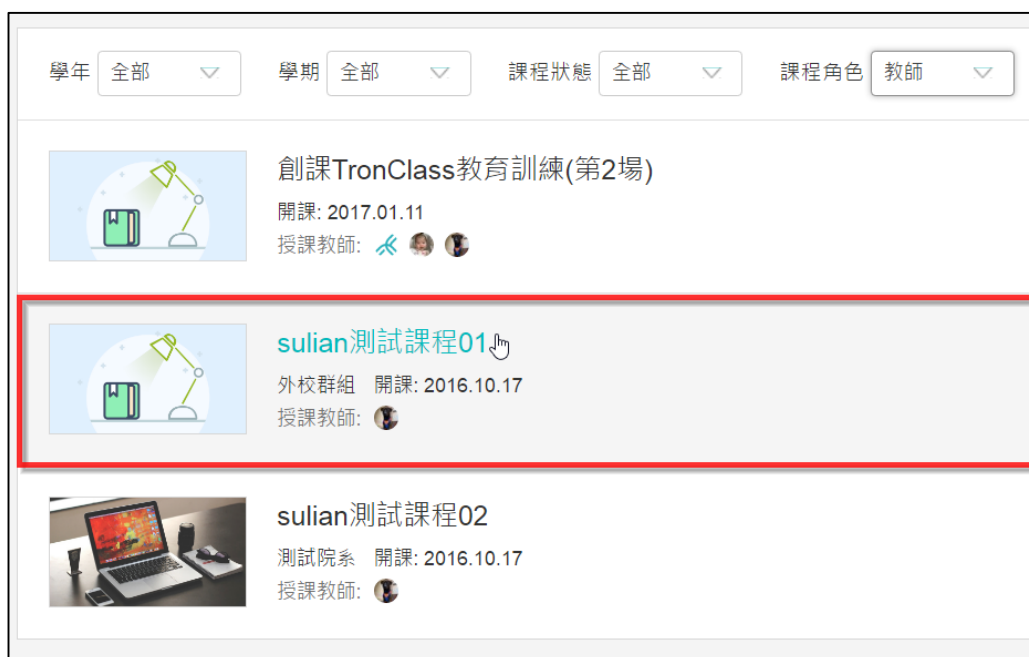 學年 全部 學期 全部 課程狀態 全部 課程角色 教師
創課TronClass教育訓練(第2場)
開課: 2017.01.11
授課教師:
sulian測試課程01
外校群組 開課: 2016.10.17
授課教師:
sulian測試課程02
測試院系 開課: 2016.10.17
授課教師: